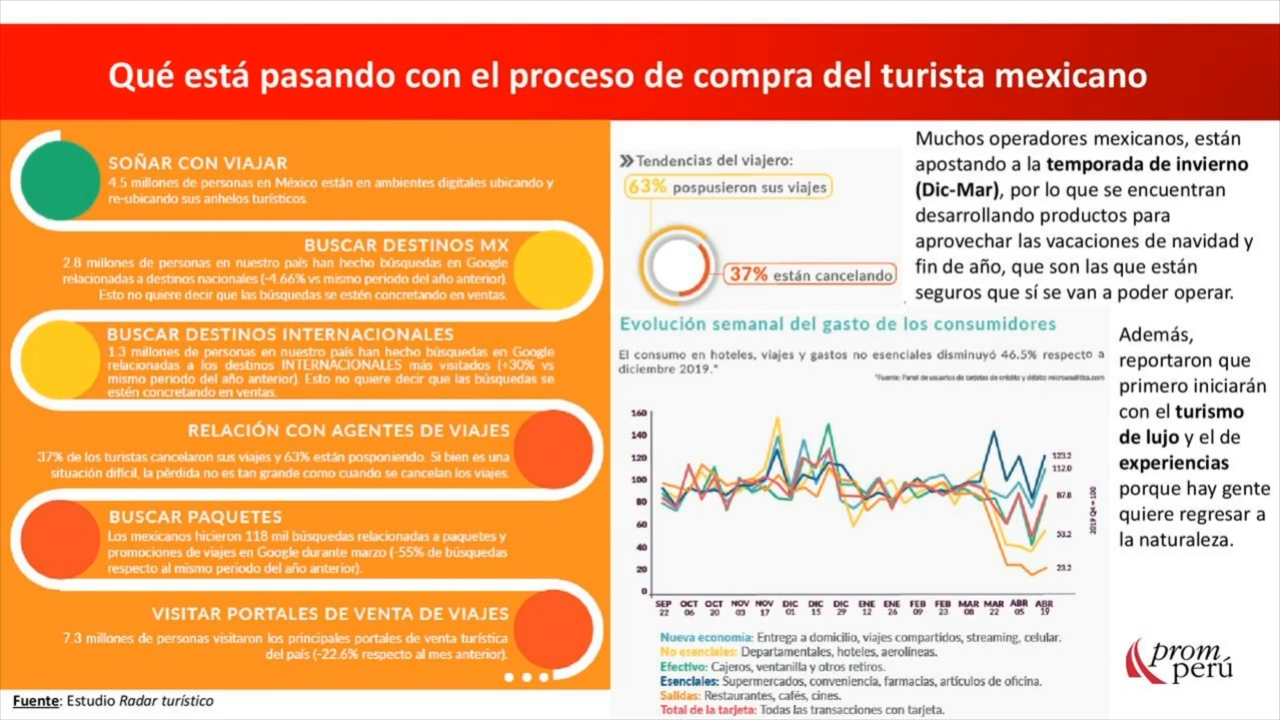 Qué está pasando con el proceso de compra del turista mexicano
SOÑAR CON VIAJAR
4.5 millones de personas en México están en ambientes digitales ubicando y
re-ubicando sus anhelos turísticos.
BUSCAR DESTINOS MX
2.8 millones de personas en nuestro país han hecho búsquedas en Google
relacionadas a destinos nacionales (-4.66% vs mismo periodo del año anterior).
Esto no quiere decir que las búsquedas se estén concretando en ventas.
BUSCAR DESTINOS INTERNACIONALES
1.3 millones de personas en nuestro país han hecho búsquedas en Google
relacionadas a los destinos INTERNACIONALES más visitados (+30% vs
mismo periodo del año anterior). Esto no quiere decir que las búsquedas se
estén concretando en ventas.
RELACIÓN CON AGENTES DE VIAJES
37% de los turistas cancelaron sus viajes y 63% están posponiendo. Si bien es una
situación difícil, la pérdida no es tan grande como cuando se cancelan los viajes.
BUSCAR PAQUETES
Los mexicanos hicieron 118 mil búsquedas relacionadas a paquetes y
promociones de viajes en Google durante marzo (-55% de búsquedas
respecto al mismo periodo del año anterior).
VISITAR PORTALES DE VENTA DE VIAJES
7.3 millones de personas visitaron los principales portales de venta turística
del país (-22.6% respecto al mes anterior).
Fuente: Estudio Radar turístico
Tendencias del viajero:
63% pospusieron sus viajes
37% están cancelando
Muchos operadores mexicanos, están
apostando a la temporada de invierno
(Dic-Mar), por lo que se encuentran
desarrollando productos para
aprovechar las vacaciones de navidad y
fin de año, que son las que están
seguros que sí se van a poder operar.
Evolución semanal del gasto de los consumidores
El consumo en hoteles, viajes y gastos no esenciales disminuyó 46.5% respecto a
diciembre 2019.*
*Fuente: Panel de usuarios de tarjetas de crédito y débito microanalitica.com
160
140
120
100
80
60
40
20
0
123.2
112.0
87.8
53.2
23.2
2019 Q4 = 100
SEP OCT OCT NOV NOV DIC DIC DIC ENE ENE FEB FEB MAR MAR ABR ABR
22 06 20 03 17 01 15 29 12 26 09 23 08 22 05 19
Nueva economía: Entrega a domicilio, viajes compartidos, streaming, celular.
No esenciales: Departamentales, hoteles, aerolíneas.
Efectivo: Cajeros, ventanilla y otros retiros.
Esenciales: Supermercados, conveniencia, farmacias, artículos de oficina.
Salidas: Restaurantes, cafés, cines.
Total de la tarjeta: Todas las transacciones con tarjeta.
Además,
reportaron que
primero iniciarán
con el turismo
de lujo y el de
experiencias
porque hay gente
quiere regresar a
la naturaleza.
prom
perú